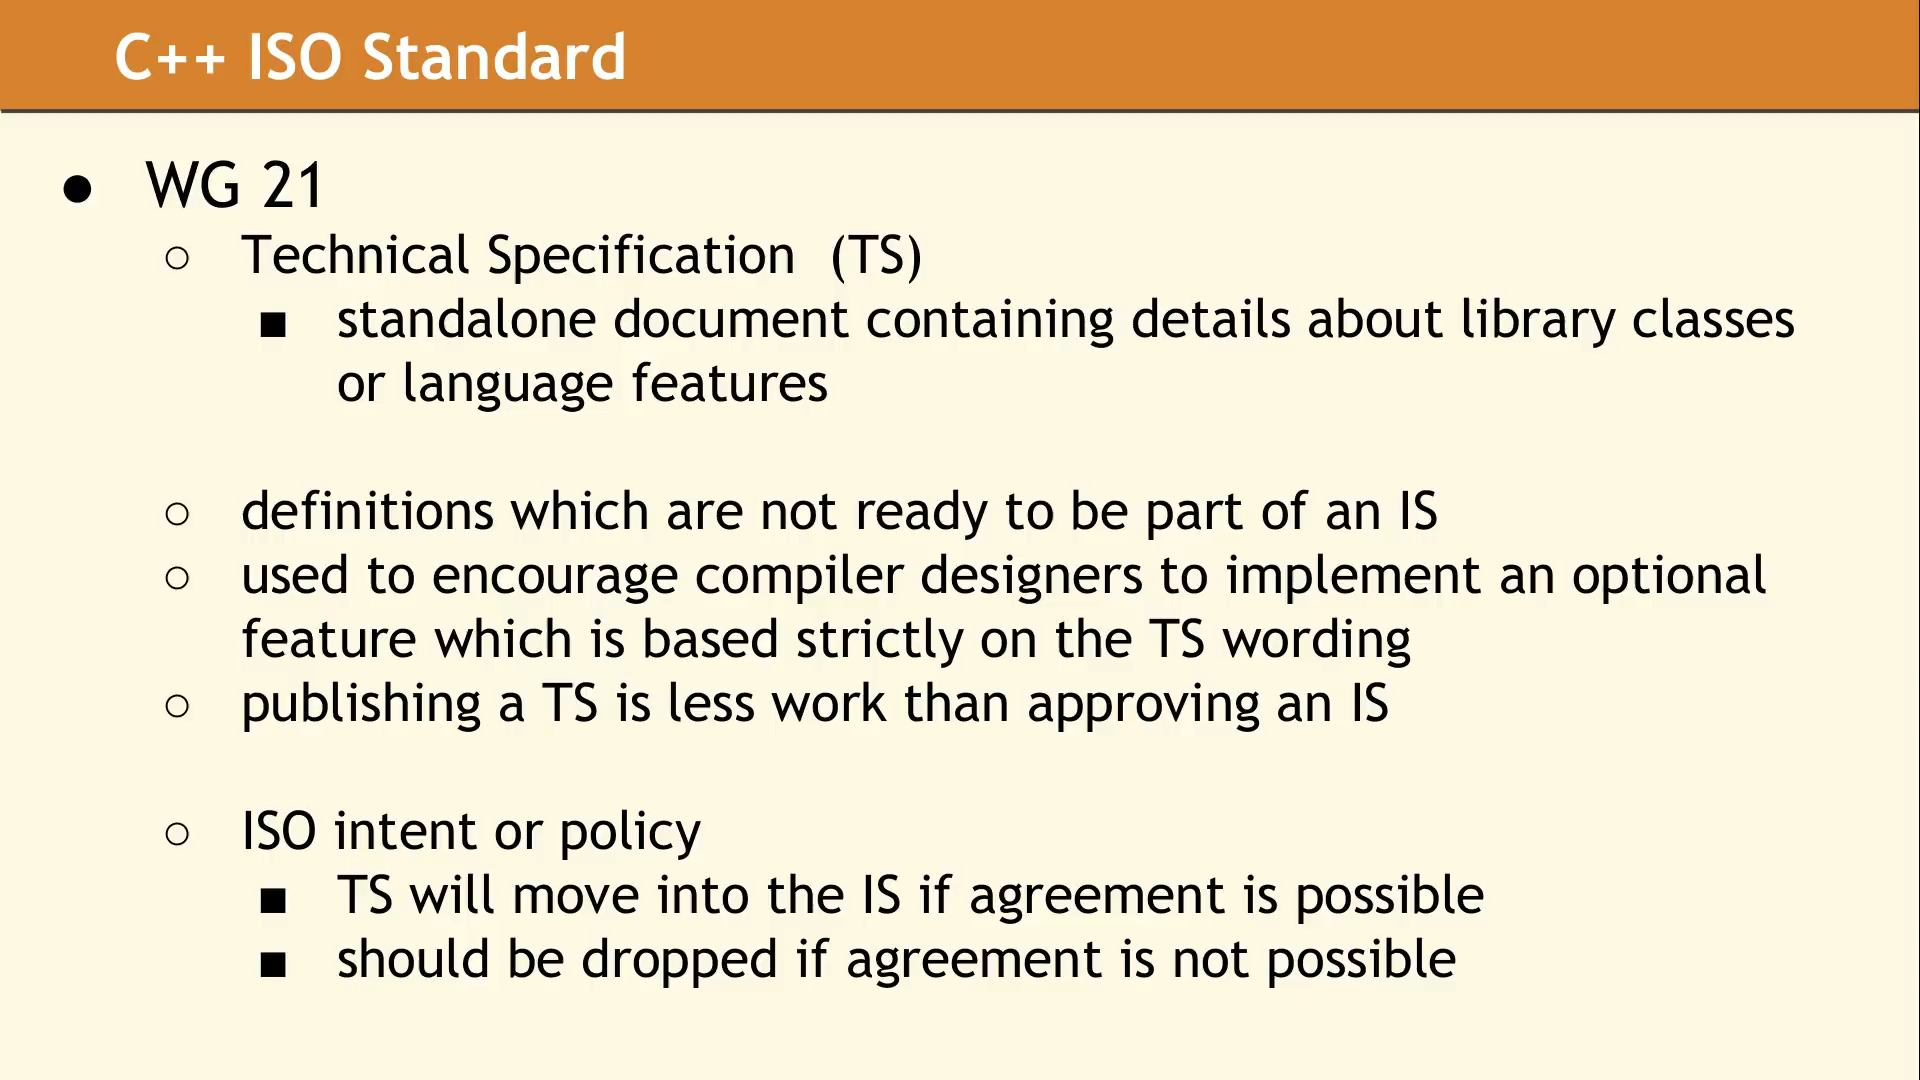 C++ ISO Standard
● WG 21
○ Technical Specification  (TS)
■ standalone document containing details about library classes
or language features
○ definitions which are not ready to be part of an IS
○ used to encourage compiler designers to implement an optional
feature which is based strictly on the TS wording
○ publishing a TS is less work than approving an IS
○ ISO intent or policy
■ TS will move into the IS if agreement is possible
■ should be dropped if agreement is not possible